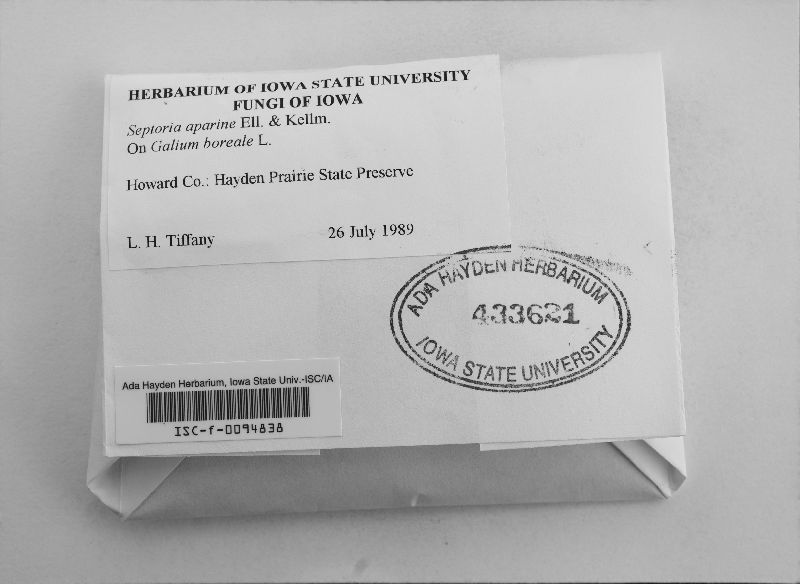 HERBARIUM OF IOWA STATE UNIVERSITY
FUNGI OF IOWA
Septoria aparine Ell. & Kellm.
On Galium boreale L.
Howard Co.: Hayden Prairie State Preserve
L. H. Tiffany 26 July 1989
ADA HAYDEN HERBARIUM
433621
IOWA STATE UNIVERSITY
Ada Hayden Herbarium, Iowa State Univ.-ISC/IA
ISC-f-0094838